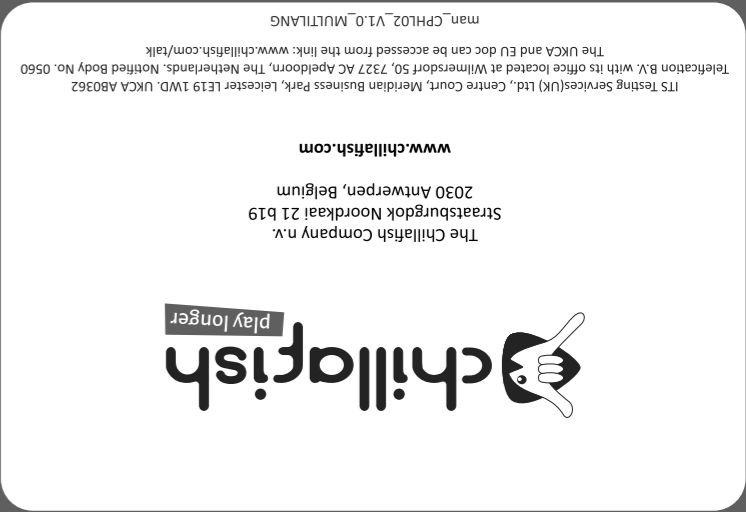 chillafish
play longer
The Chillafish Company n.v.
Straatsburgdok Noordkaai 21 b19
2030 Antwerpen, Belgium
www.chillafish.com
ITS Testing Services(UK) Ltd., Centre Court, Meridian Business Park, Leicester LE19 1WD. UKCA AB0362
Telefication B.V. with its office located at Wilmersdorf 50, 7327 AC Apeldoorn, The Netherlands. Notified Body No. 0560
The UKCA and EU doc can be accessed from the link: www.chillafish.com/talk
man_CPHL02_V1.0_MULTILANG